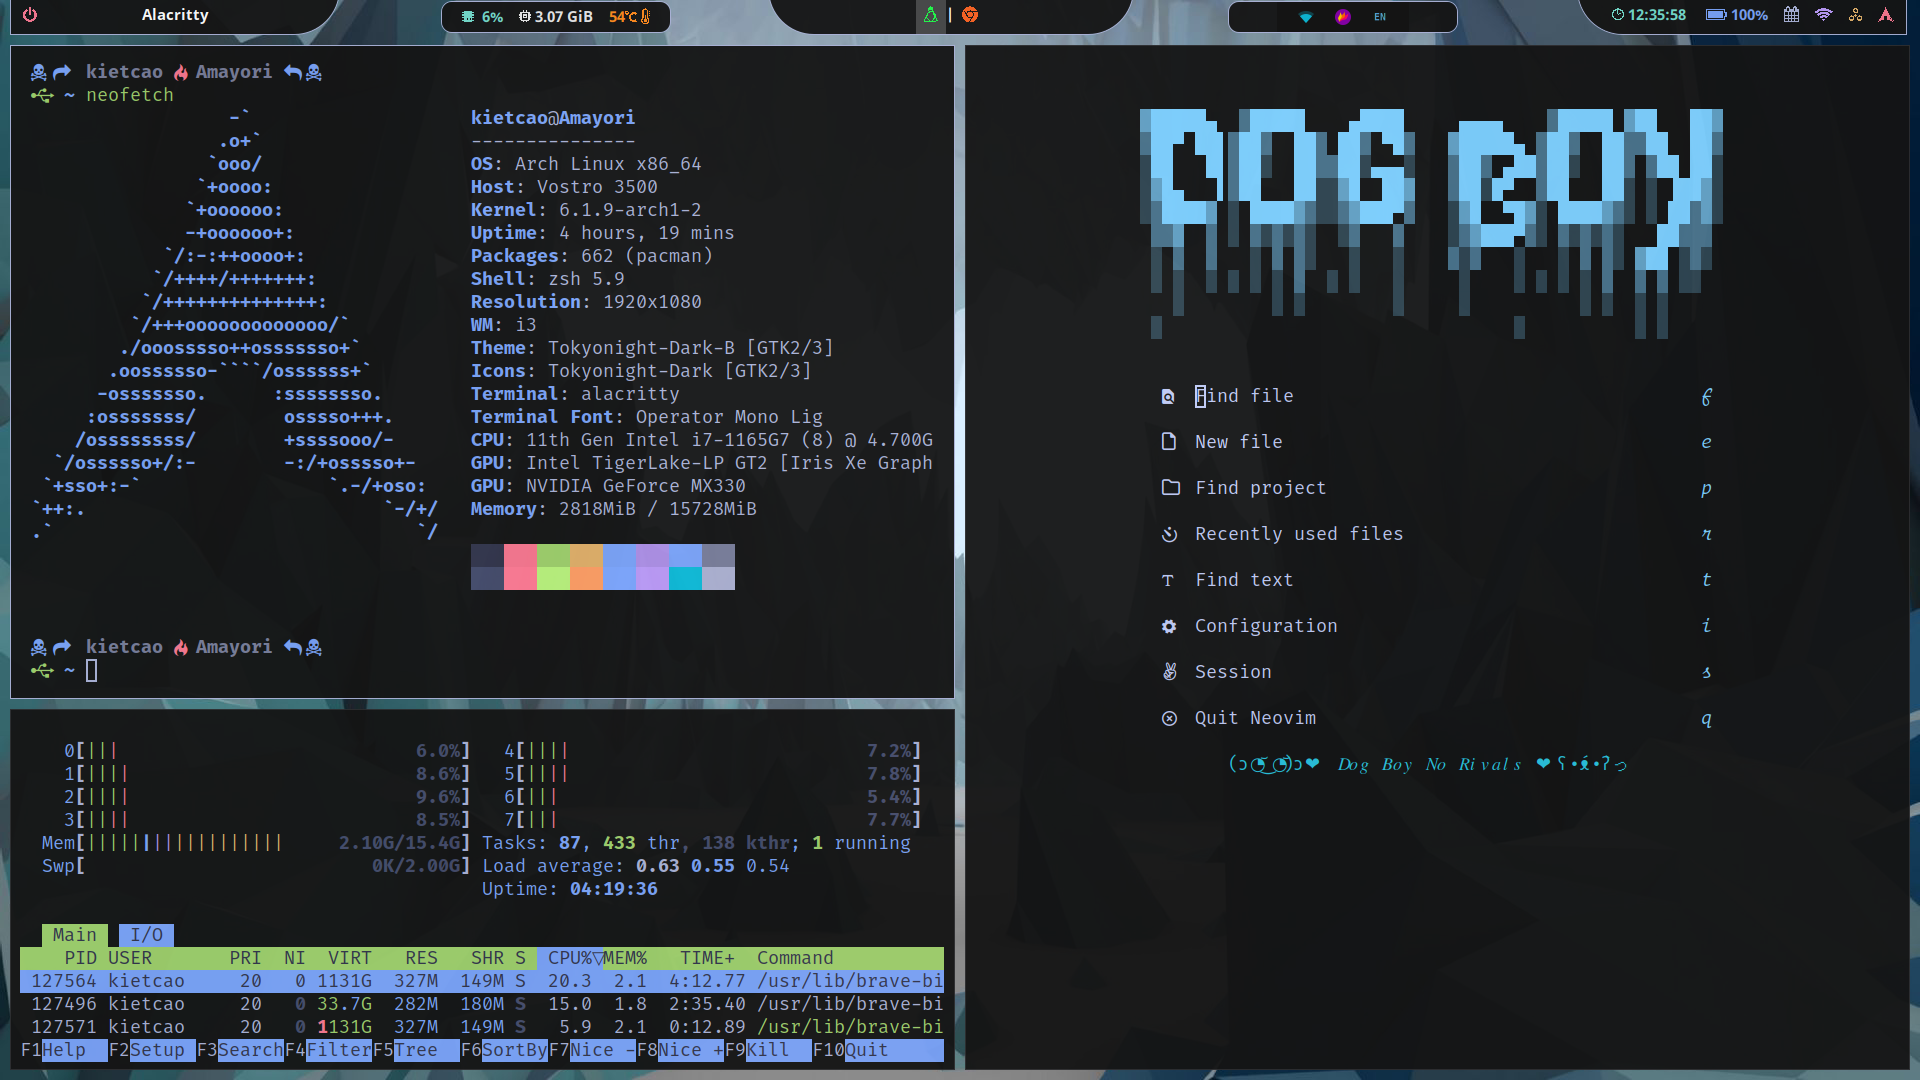 Alacritty
6%
3.07 GiB
54°C
EN
12:35:58
100%
kietcao Amayori
~ neofetch
kietcao@Amayori
---------------
OS: Arch Linux x86_64
Host: Vostro 3500
Kernel: 6.1.9-arch1-2
Uptime: 4 hours, 19 mins
Packages: 662 (pacman)
Shell: zsh 5.9
Resolution: 1920x1080
WM: i3
Theme: Tokyonight-Dark-B [GTK2/3]
Icons: Tokyonight-Dark [GTK2/3]
Terminal: alacritty
Terminal Font: Operator Mono Lig
CPU: 11th Gen Intel i7-1165G7 (8) @ 4.700G
GPU: Intel TigerLake-LP GT2 [Iris Xe Graph
GPU: NVIDIA GeForce MX330
Memory: 2818MiB / 15728MiB
kietcao Amayori
~
0[||| 6.0%] 4[|||| 7.2%]
1[|||| 8.6%] 5[|||| 7.8%]
2[|||| 9.6%] 6[||| 5.4%]
3[|||| 8.5%] 7[||| 7.7%]
Mem[|||||||||||||||||| 2.10G/15.4G] Tasks: 87, 433 thr, 138 kthr; 1 running
Swp[ 0K/2.00G] Load average: 0.63 0.55 0.54
Uptime: 04:19:36
Main I/O
PID USER PRI NI VIRT RES SHR S CPU%▽MEM% TIME+ Command
127564 kietcao 20 0 1131G 327M 149M S 20.3 2.1 4:12.77 /usr/lib/brave-bi
127496 kietcao 20 0 33.7G 282M 180M S 15.0 1.8 2:35.40 /usr/lib/brave-bi
127571 kietcao 20 0 1131G 327M 149M S 5.9 2.1 0:12.89 /usr/lib/brave-bi
F1Help F2Setup F3SearchF4FilterF5Tree F6SortByF7Nice -F8Nice +F9Kill F10Quit
DOG BOY
Find file f
New file e
Find project p
Recently used files r
Find text t
Configuration i
Session s
Quit Neovim q
Dog Boy No Rivals